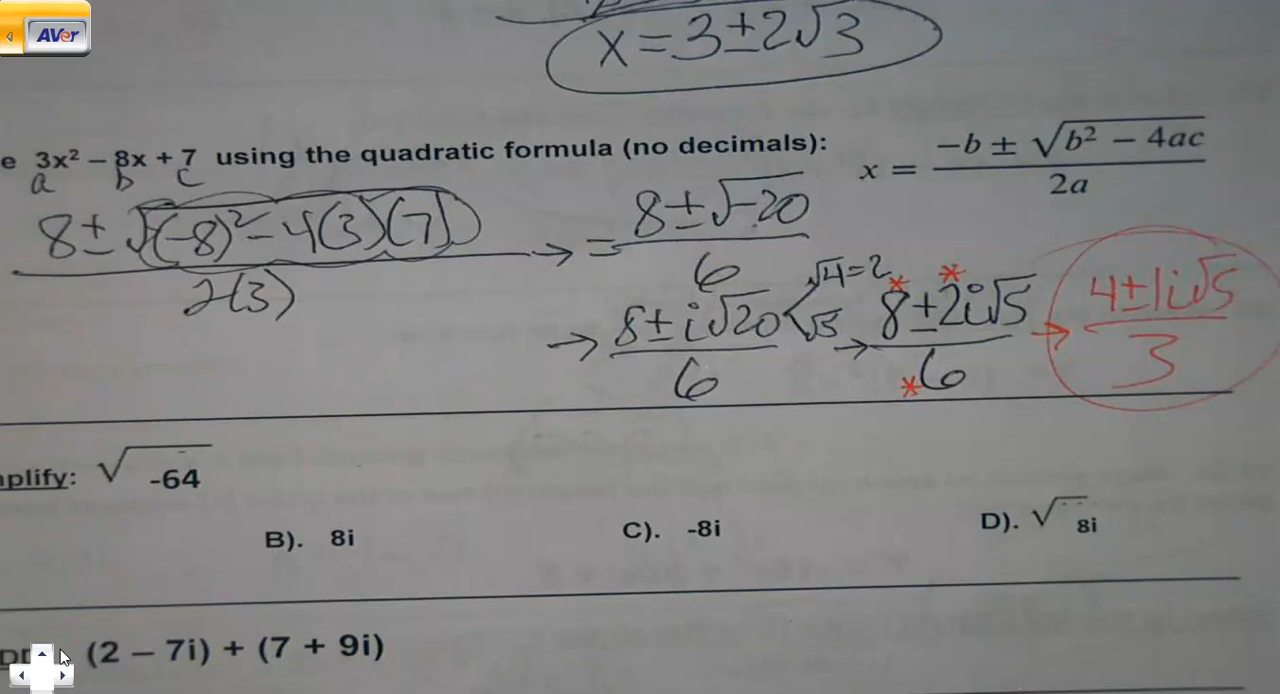 AVer
x = 3 ± 2√3
e 3x² – 8x + 7 using the quadratic formula (no decimals):
x = (−b ± √(b² − 4ac)) / 2a
a b c
8 ± √((-8)² - 4(3)(7)) / 2(3) → = 8 ± √-20 / 6
→ 8 ± i√20 / 6 < √4 = 2 √5 → *8 ± *2i√5 / *6 → 4 ± 1i√5 / 3
mplify: √ -64
B). 8i C). -8i D). √ 8i
(2 – 7i) + (7 + 9i)